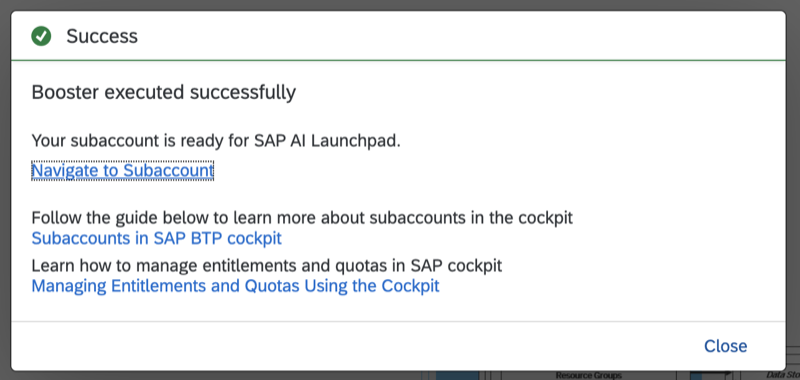 Success
Booster executed successfully
Your subaccount is ready for SAP AI Launchpad.
Navigate to Subaccount
Follow the guide below to learn more about subaccounts in the cockpit
Subaccounts in SAP BTP cockpit
Learn how to manage entitlements and quotas in SAP cockpit
Managing Entitlements and Quotas Using the Cockpit
Close
Resource Groups
Data Sto